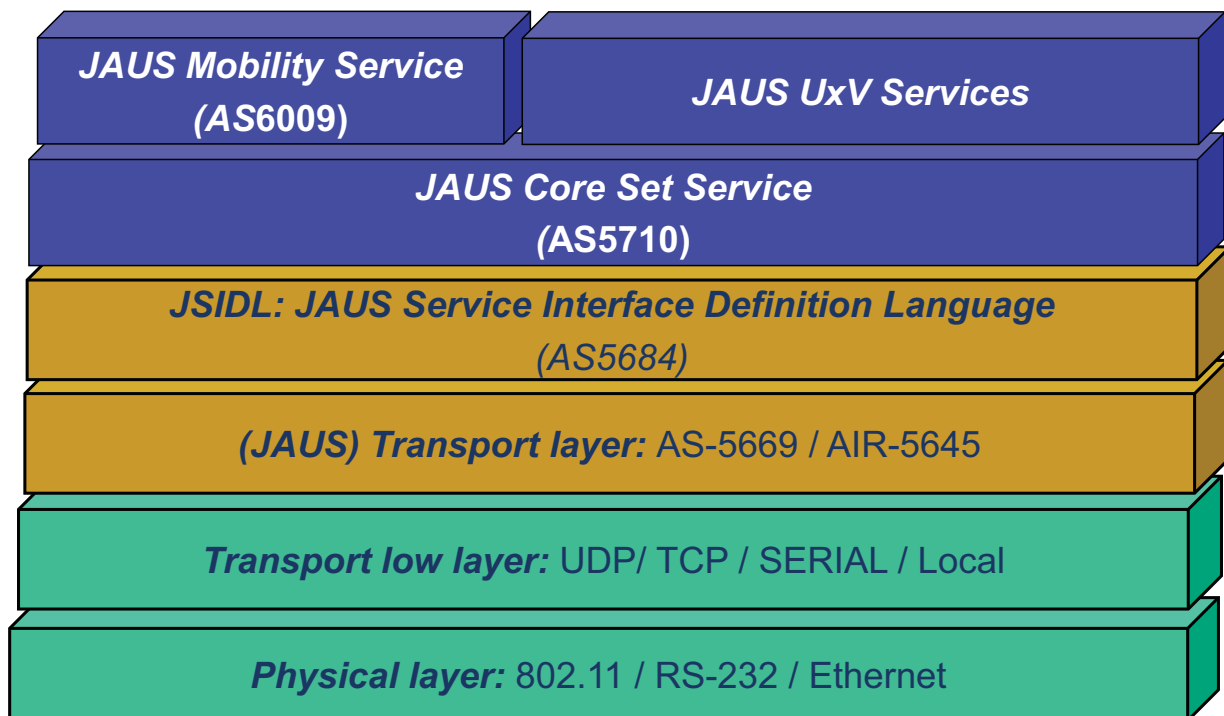 JAUS Mobility Service
(AS6009)
JAUS UxV Services
JAUS Core Set Service
(AS5710)
JSIDL: JAUS Service Interface Definition Language
(AS5684)
(JAUS) Transport layer: AS-5669 / AIR-5645
Transport low layer: UDP/ TCP / SERIAL / Local
Physical layer: 802.11 / RS-232 / Ethernet